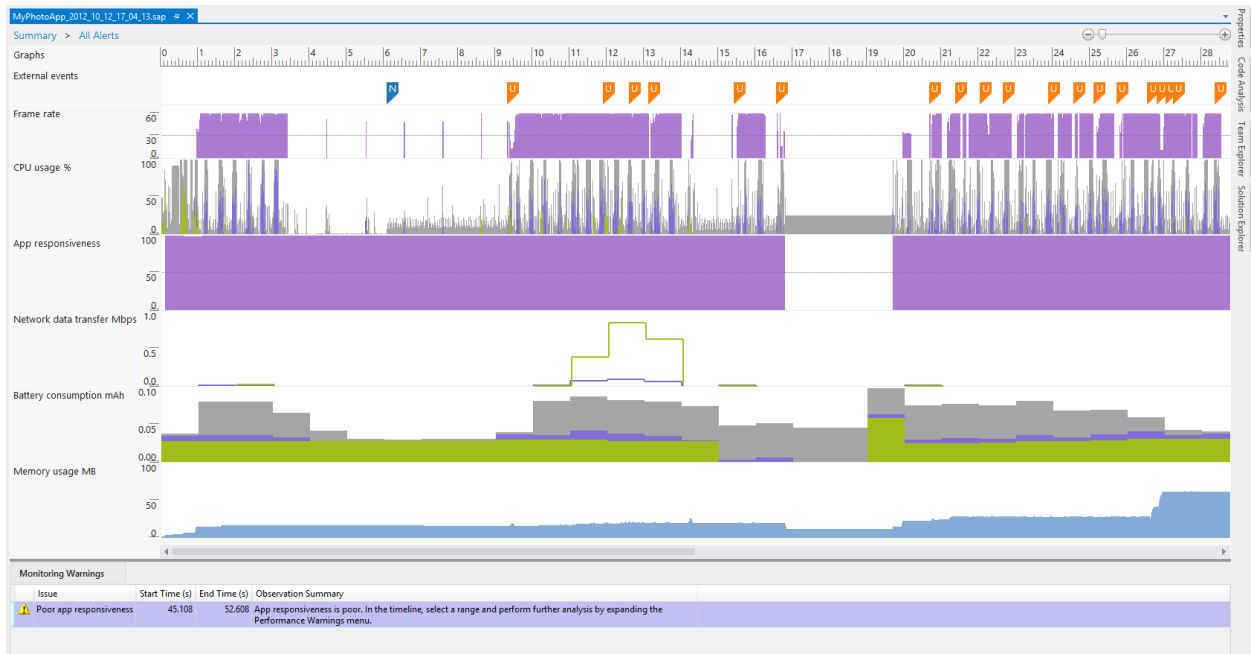 MyPhotoApp_2012_10_12_17_04_13.sap
Summary > All Alerts
Graphs
0 1 2 3 4 5 6 7 8 9 10 11 12 13 14 15 16 17 18 19 20 21 22 23 24 25 26 27 28
External events
N U U U U U U U U U U U U U U U U U U U
Frame rate
60
30
0
CPU usage %
100
50
0
App responsiveness
100
50
0
Network data transfer Mbps
1.0
0.5
0.0
Battery consumption mAh
0.10
0.05
0.00
Memory usage MB
100
50
0
Properties
Code Analysis
Team Explorer
Solution Explorer
Monitoring Warnings
Issue Start Time (s) End Time (s) Observation Summary
Poor app responsiveness 45.108 52.608 App responsiveness is poor. In the timeline, select a range and perform further analysis by expanding the
Performance Warnings menu.